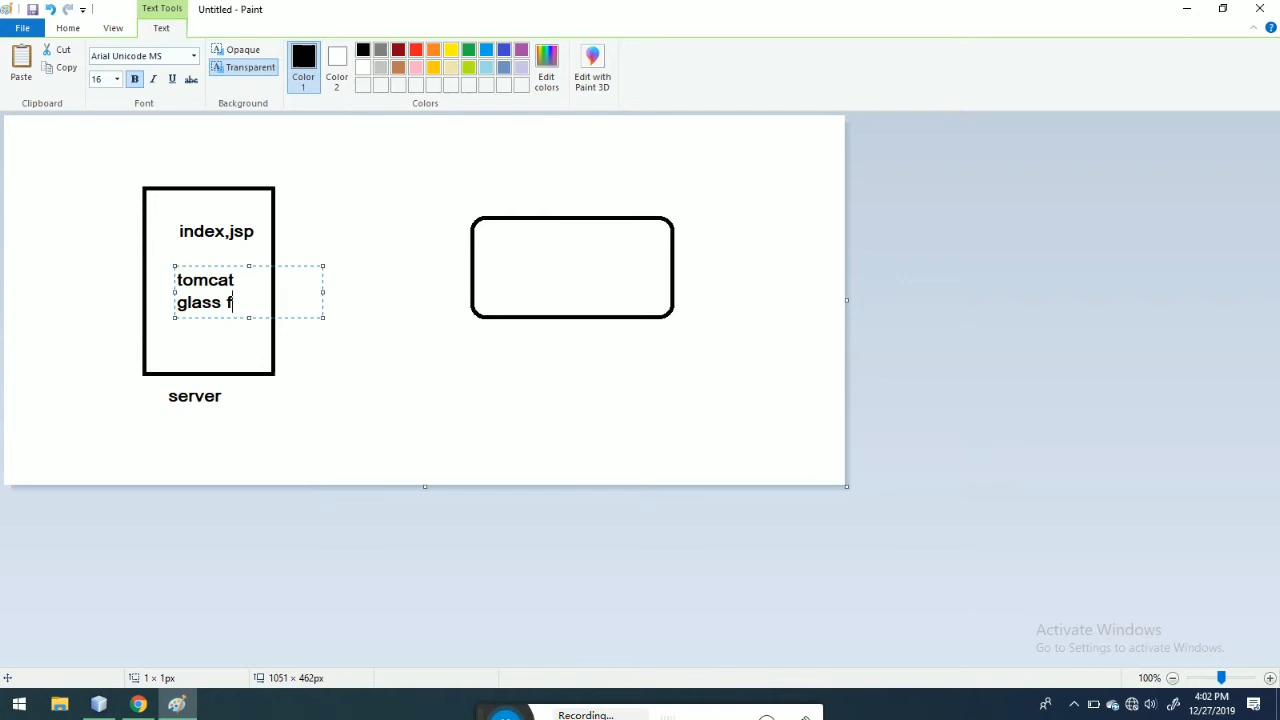 Text Tools
Untitled - Paint
File
Home
View
Text
Paste
Cut
Copy
Clipboard
Arial Unicode MS
16
B
I
U
abc
Font
Opaque
Transparent
Background
Color
1
Color
2
Edit
colors
Colors
Edit with
Paint 3D
index,jsp
tomcat
glass f
server
Activate Windows
Go to Settings to activate Windows.
1 × 1px
1051 × 462px
100%
Recording...
4:02 PM
12/27/2019